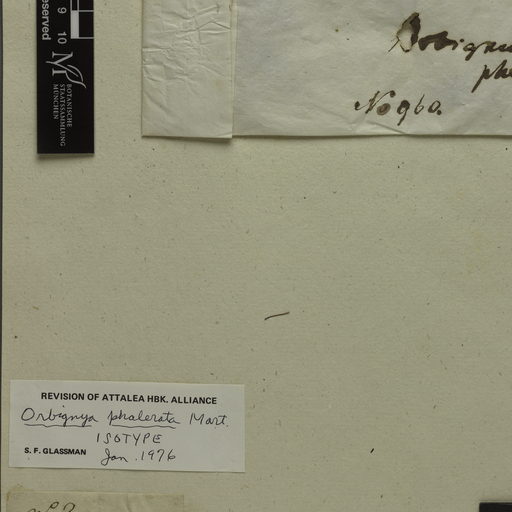 eserved
9 10
BOTANISCHE
STAATSSAMMLUNG
MÜNCHEN
phe
No 960.
REVISION OF ATTALEA HBK. ALLIANCE
Orbignya phalerata Mart.
ISOTYPE
S. F. GLASSMAN Jan. 1976